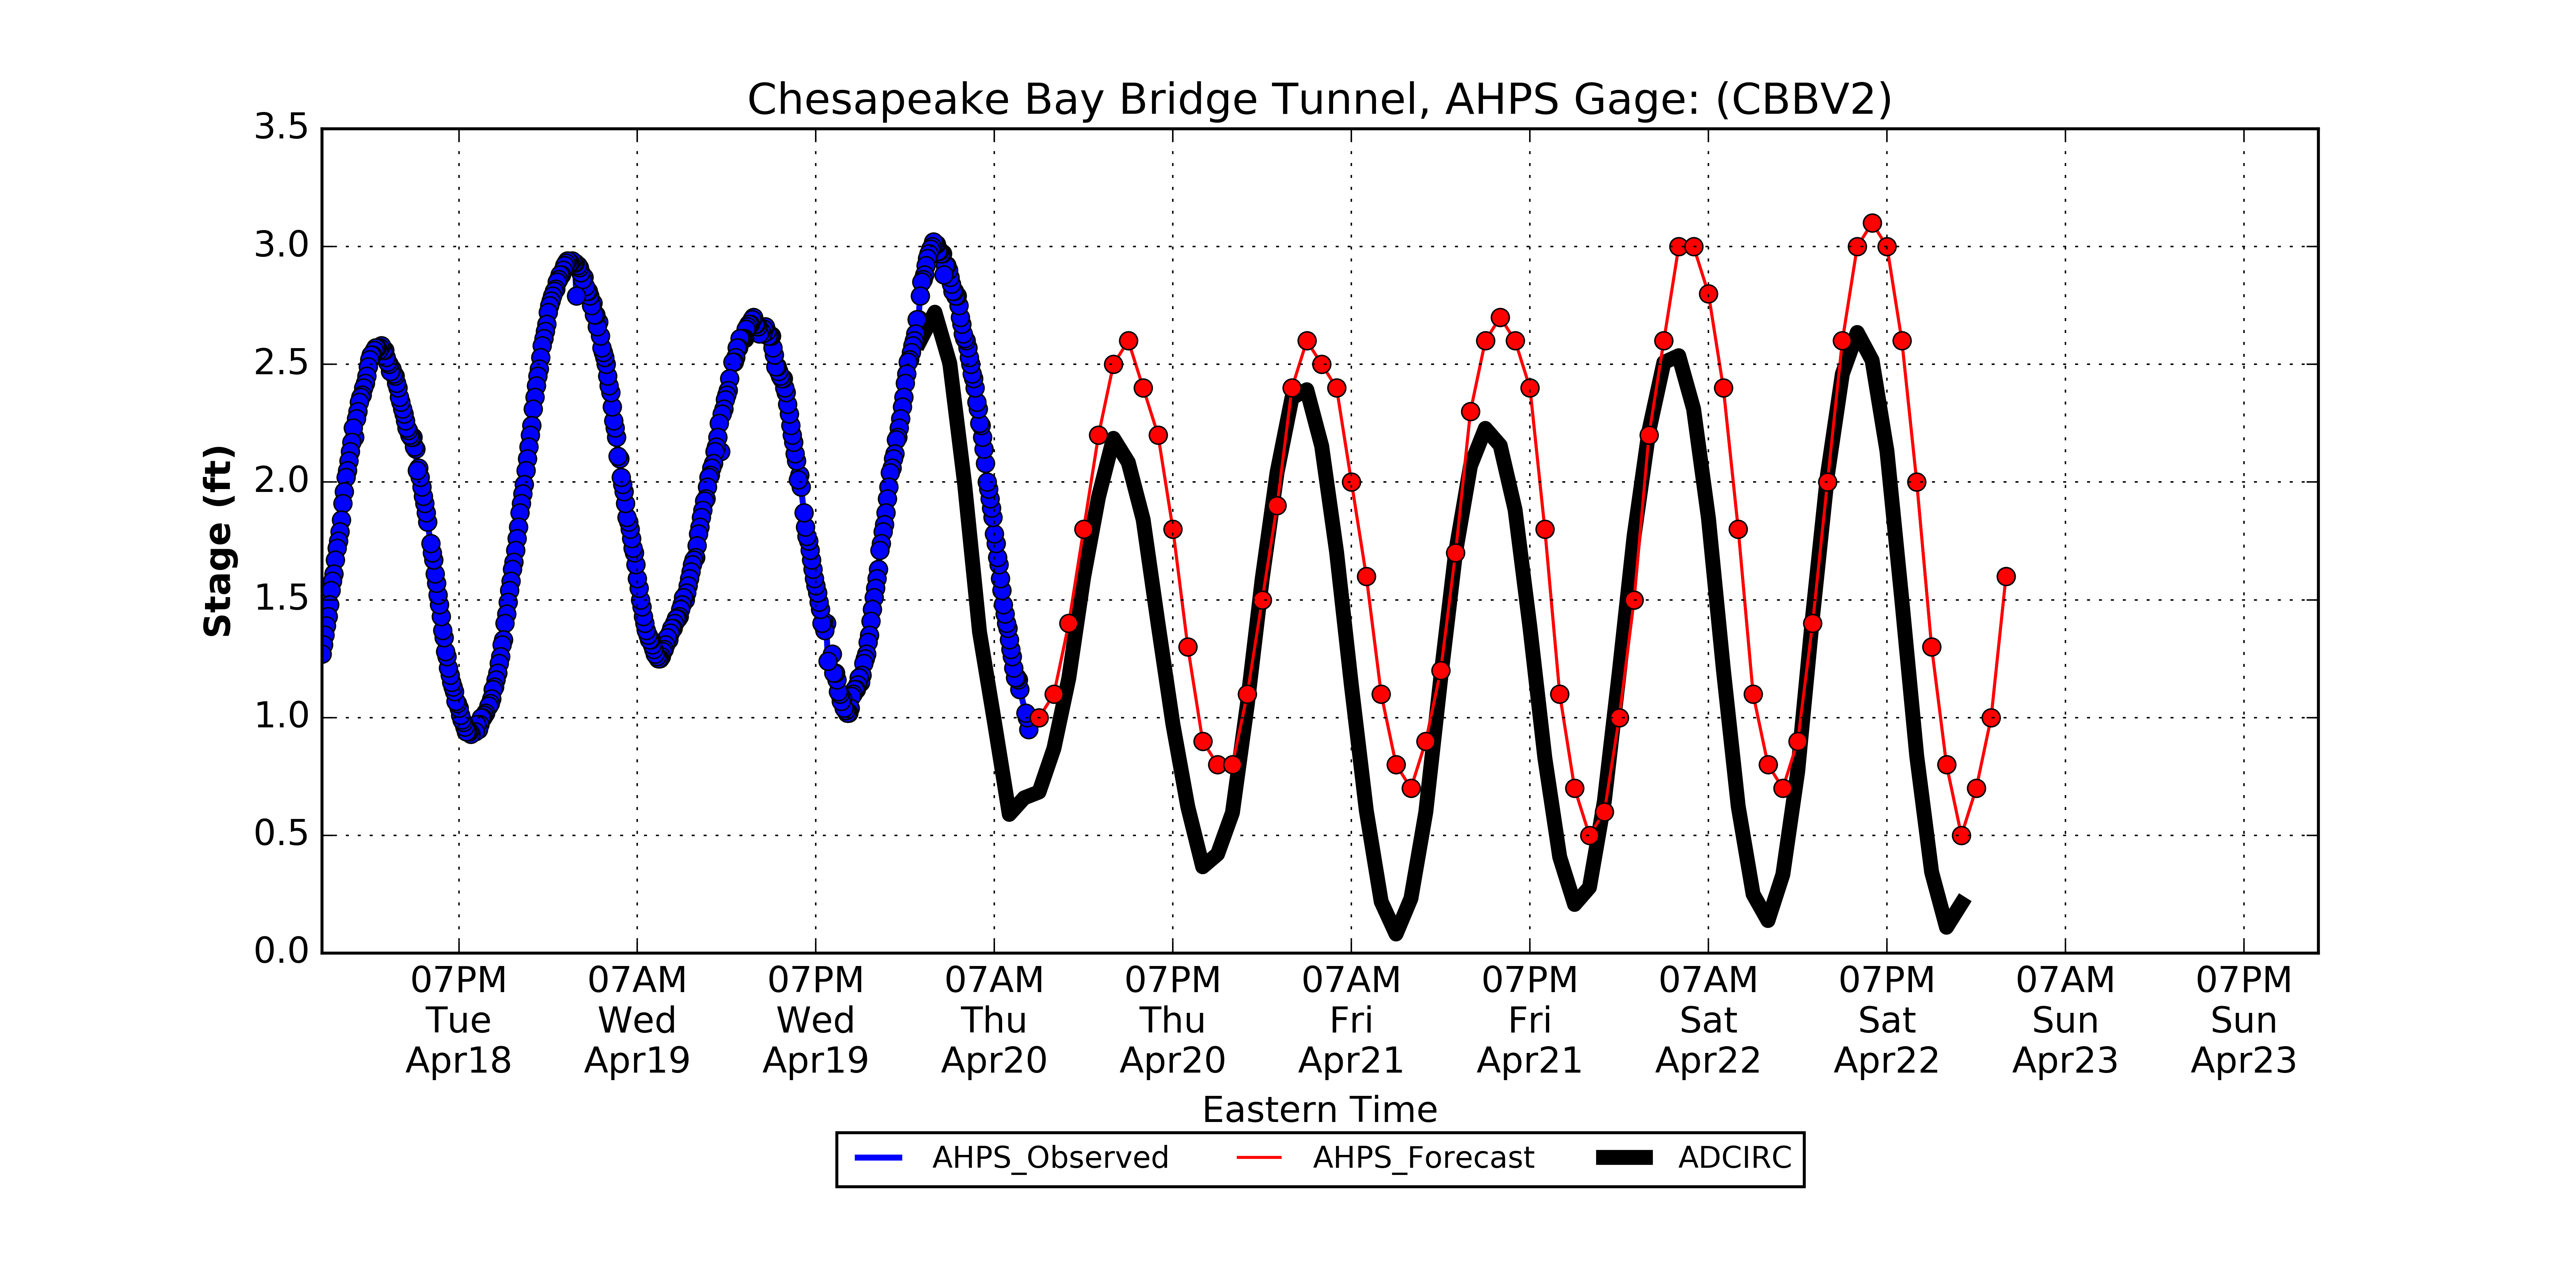 Chesapeake Bay Bridge Tunnel, AHPS Gage: (CBBV2)
3.5
3.0
2.5
2.0
1.5
1.0
0.5
0.0
Stage (ft)
07PM 07AM 07PM 07AM 07PM 07AM 07PM 07AM 07PM 07AM 07PM
Tue Wed Wed Thu Thu Fri Fri Sat Sat Sun Sun
Apr18 Apr19 Apr19 Apr20 Apr20 Apr21 Apr21 Apr22 Apr22 Apr23 Apr23
Eastern Time
AHPS_Observed AHPS_Forecast ADCIRC